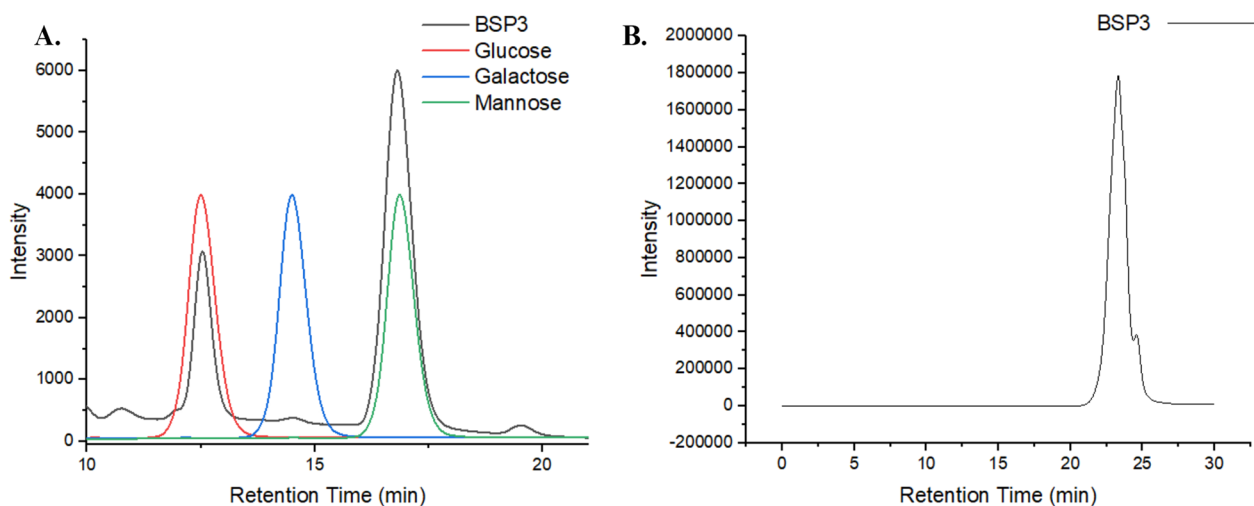 A.
BSP3
Glucose
Galactose
Mannose
6000
5000
4000
3000
2000
1000
0
10
15
20
Intensity
Retention Time (min)
B.
BSP3
2000000
1800000
1600000
1400000
1200000
1000000
800000
600000
400000
200000
0
-200000
0
5
10
15
20
25
30
Intensity
Retention Time (min)